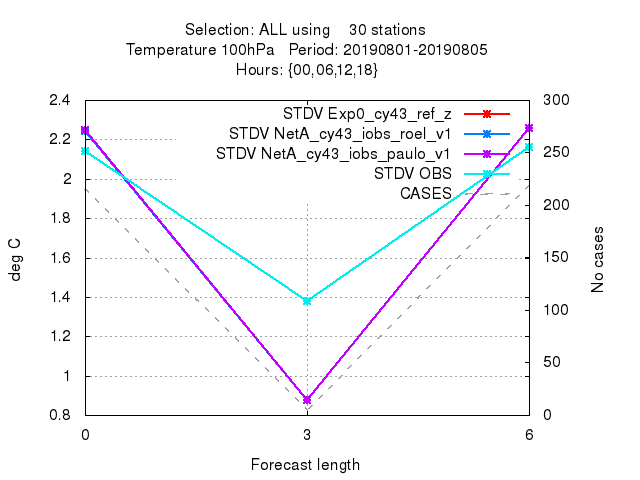 Selection: ALL using 30 stations
Temperature 100hPa Period: 20190801-20190805
Hours: {00,06,12,18}
STDV Exp0_cy43_ref_z
STDV NetA_cy43_iobs_roel_v1
STDV NetA_cy43_iobs_paulo_v1
STDV OBS
CASES
deg C
2.4
2.2
2
1.8
1.6
1.4
1.2
1
0.8
300
250
200
150
100
50
0
No cases
0 3 6
Forecast length